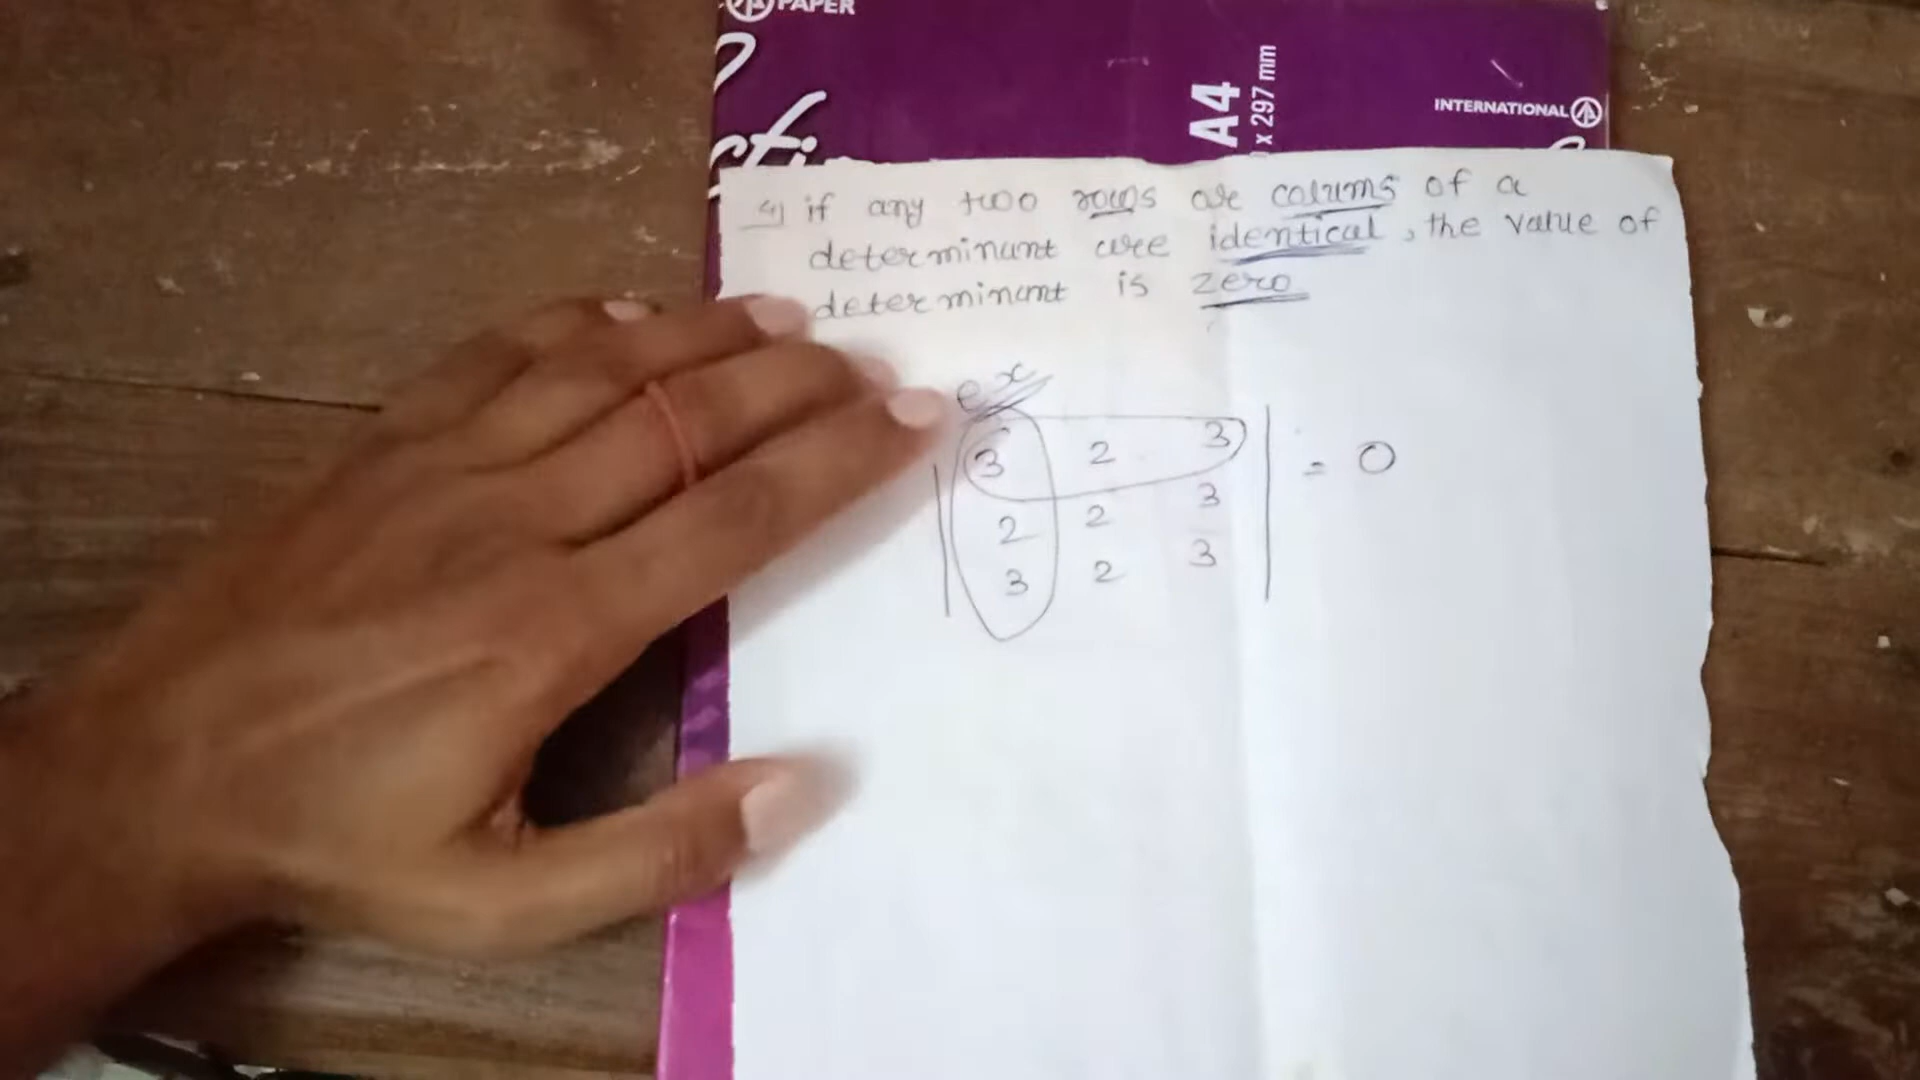 PAPER
A4
x 297 mm
INTERNATIONAL
4) if any two rows are colums of a
determinant are identical, the value of
determinant is zero
ex
3 2 3
2 2 3 = 0
3 2 3